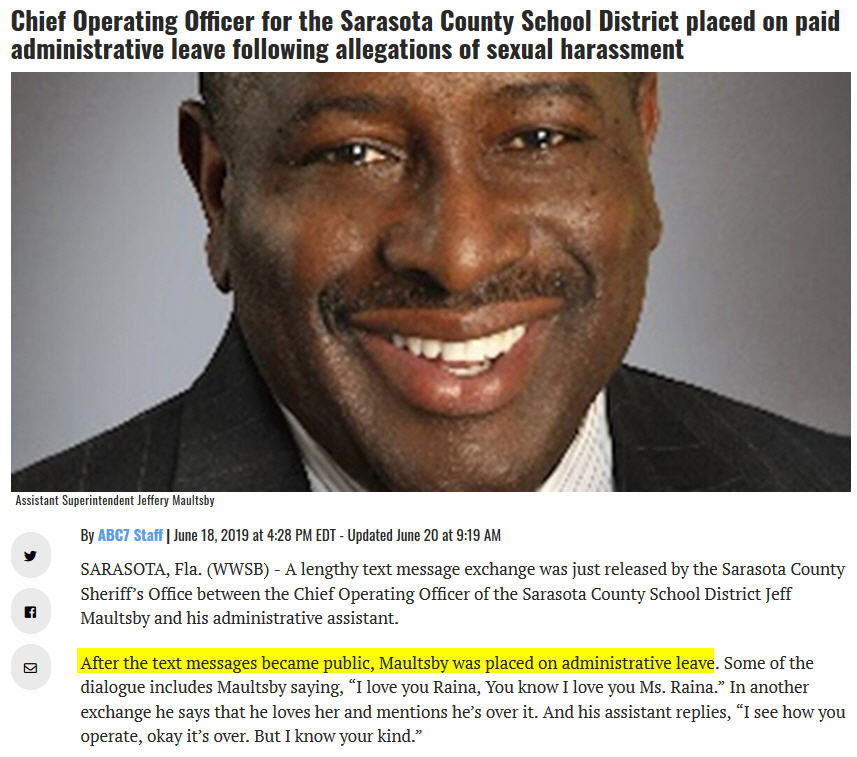 Chief Operating Officer for the Sarasota County School District placed on paid
administrative leave following allegations of sexual harassment
Assistant Superintendent Jeffery Maultsby
By ABC7 Staff | June 18, 2019 at 4:28 PM EDT - Updated June 20 at 9:19 AM
SARASOTA, Fla. (WWSB) - A lengthy text message exchange was just released by the Sarasota County
Sheriff's Office between the Chief Operating Officer of the Sarasota County School District Jeff
Maultsby and his administrative assistant.
After the text messages became public, Maultsby was placed on administrative leave. Some of the
dialogue includes Maultsby saying, “I love you Raina, You know I love you Ms. Raina.” In another
exchange he says that he loves her and mentions he's over it. And his assistant replies, “I see how you
operate, okay it's over. But I know your kind.”